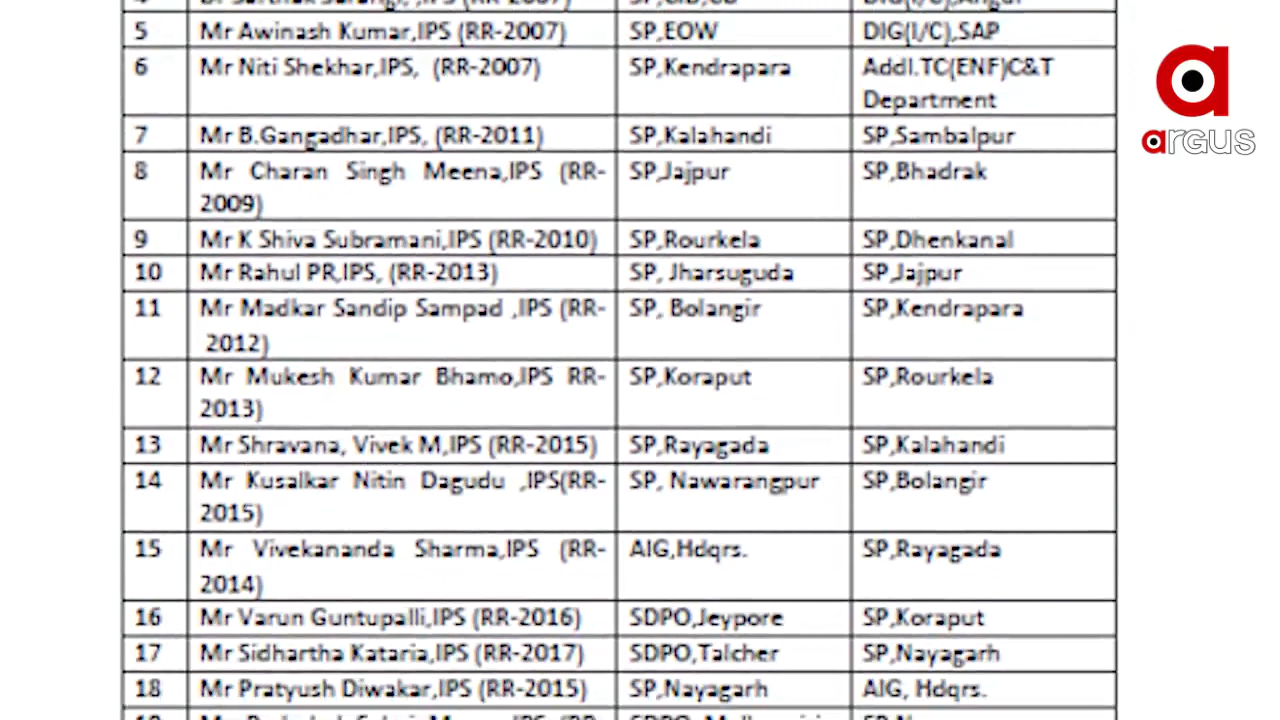 5 Mr Awinash Kumar,IPS (RR-2007) SP,EOW DIG(I/C),SAP
6 Mr Niti Shekhar,IPS, (RR-2007) SP,Kendrapara Addl.TC(ENF)C&T
Department
7 Mr B.Gangadhar,IPS, (RR-2011) SP,Kalahandi SP,Sambalpur
8 Mr Charan Singh Meena,IPS (RR- SP,Jajpur SP,Bhadrak
2009)
9 Mr K Shiva Subramani,IPS (RR-2010) SP,Rourkela SP,Dhenkanal
10 Mr Rahul PR,IPS, (RR-2013) SP, Jharsuguda SP,Jajpur
11 Mr Madkar Sandip Sampad ,IPS (RR- SP, Bolangir SP,Kendrapara
2012)
12 Mr Mukesh Kumar Bhamo,IPS RR- SP,Koraput SP,Rourkela
2013)
13 Mr Shravana, Vivek M,IPS (RR-2015) SP,Rayagada SP,Kalahandi
14 Mr Kusalkar Nitin Dagudu ,IPS(RR- SP, Nawarangpur SP,Bolangir
2015)
15 Mr Vivekananda Sharma,IPS (RR- AIG,Hdqrs. SP,Rayagada
2014)
16 Mr Varun Guntupalli,IPS (RR-2016) SDPO,Jeypore SP,Koraput
17 Mr Sidhartha Kataria,IPS (RR-2017) SDPO,Talcher SP,Nayagarh
18 Mr Pratyush Diwakar,IPS (RR-2015) SP,Nayagarh AIG, Hdqrs.
a
argus